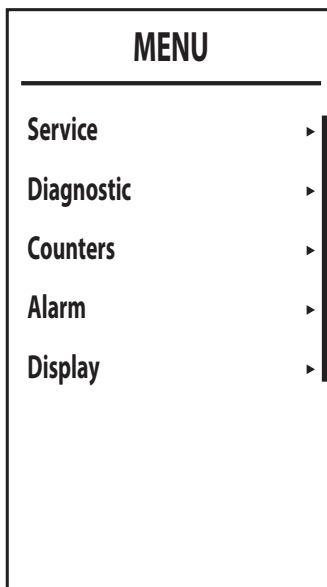 MENU
Service
Diagnostic
Counters
Alarm
Display